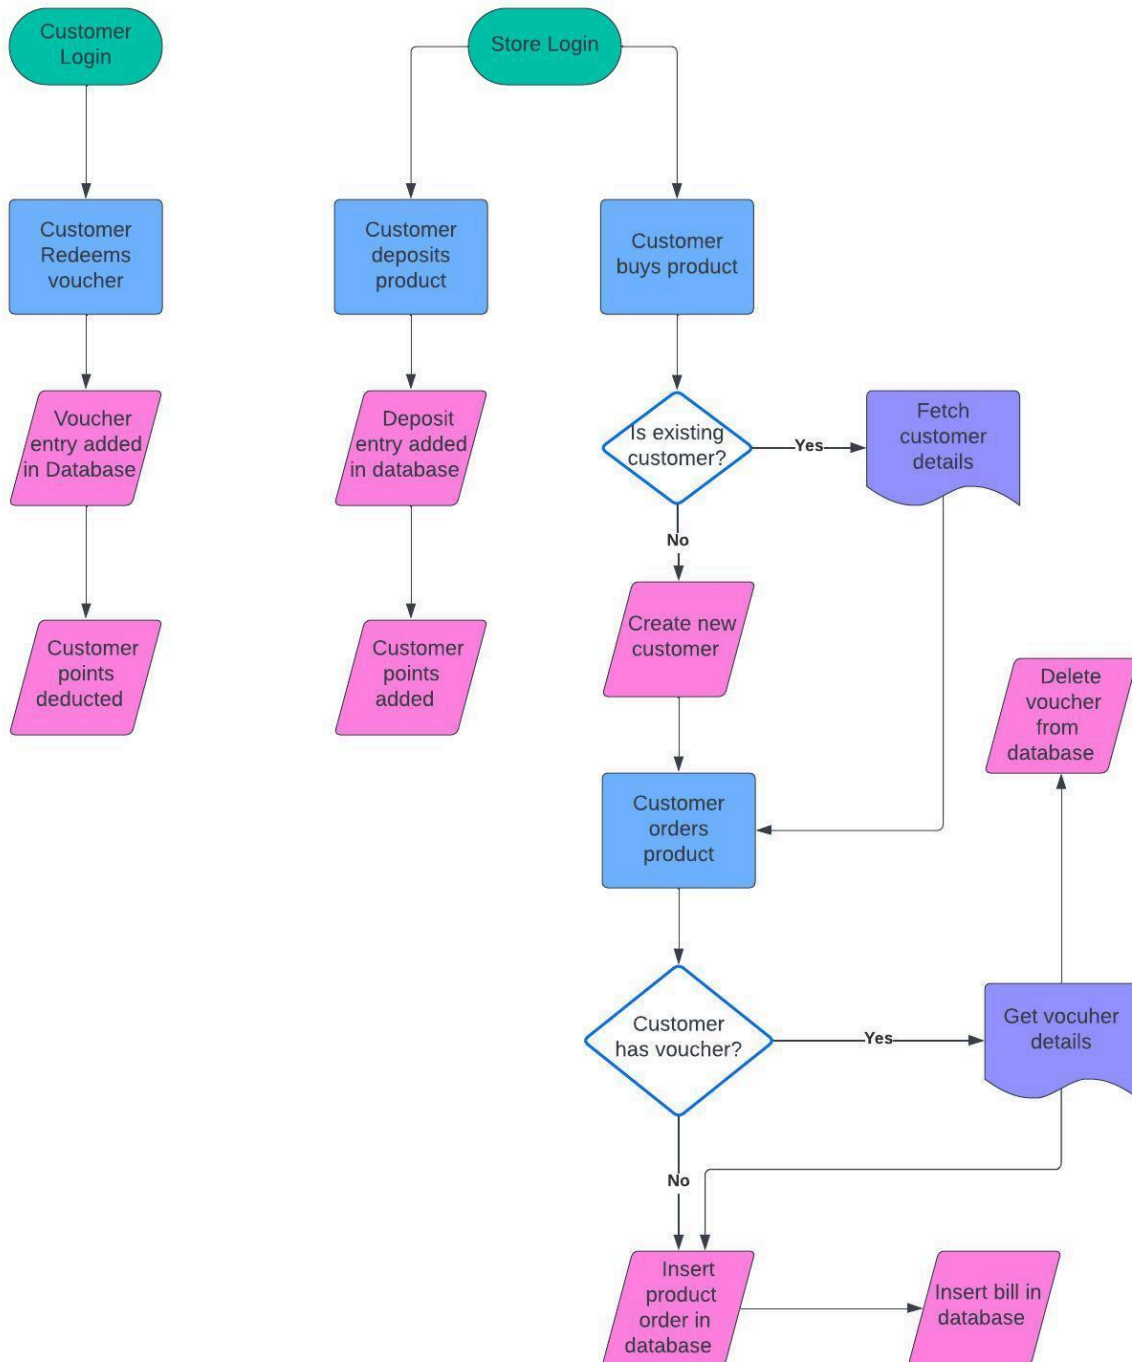 Customer
Login
Store Login
Customer
Redeems
voucher
Customer
deposits
product
Customer
buys product
Voucher
entry added
in Database
Deposit
entry added
in database
Is existing
customer?
Yes
Fetch
customer
details
No
Customer
points
deducted
Customer
points
added
Create new
customer
Delete
voucher
from
database
Customer
orders
product
Customer
has voucher?
Yes
Get vocuher
details
No
Insert
product
order in
database
Insert bill in
database